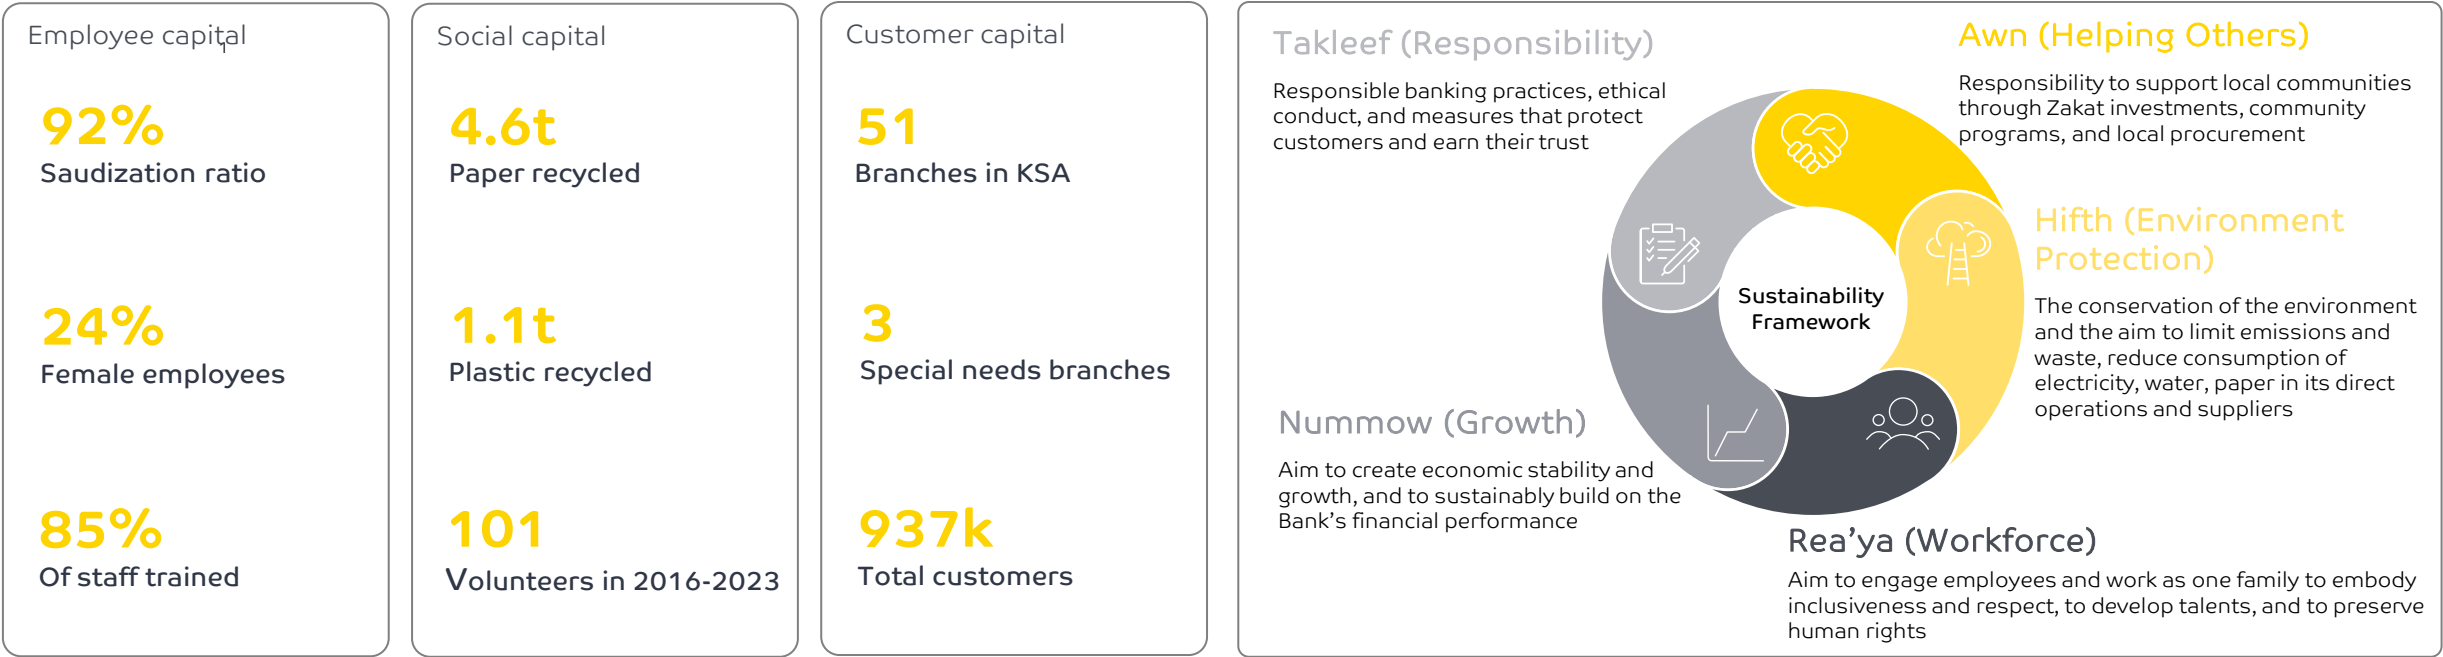 Employee capital
92%
Saudization ratio
24%
Female employees
85%
Of staff trained
Social capital
4.6t
Paper recycled
1.1t
Plastic recycled
101
Volunteers in 2016-2023
Customer capital
51
Branches in KSA
3
Special needs branches
937k
Total customers
Takleef (Responsibility)
Responsible banking practices, ethical
conduct, and measures that protect
customers and earn their trust
Awn (Helping Others)
Responsibility to support local communities
through Zakat investments, community
programs, and local procurement
Hifth (Environment
Protection)
The conservation of the environment
and the aim to limit emissions and
waste, reduce consumption of
electricity, water, paper in its direct
operations and suppliers
Sustainability
Framework
Nummow (Growth)
Aim to create economic stability and
growth, and to sustainably build on the
Bank's financial performance
Rea'ya (Workforce)
Aim to engage employees and work as one family to embody
inclusiveness and respect, to develop talents, and to preserve
human rights